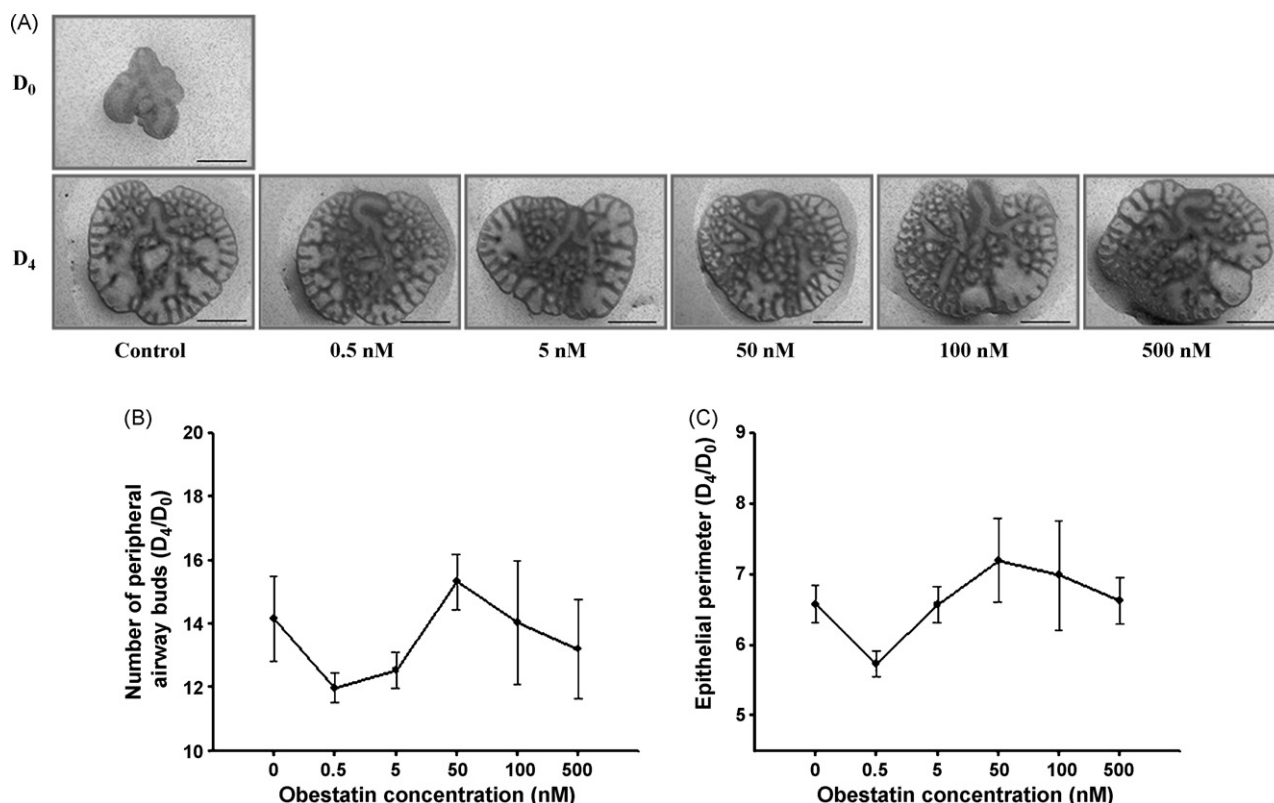 (A)
D₀
D₄
Control 0.5 nM 5 nM 50 nM 100 nM 500 nM
(B)
Number of peripheral
airway buds (D₄/D₀)
20
18
16
14
12
10
0 0.5 5 50 100 500
Obestatin concentration (nM)
(C)
Epithelial perimeter (D₄/D₀)
9
8
7
6
5
0 0.5 5 50 100 500
Obestatin concentration (nM)